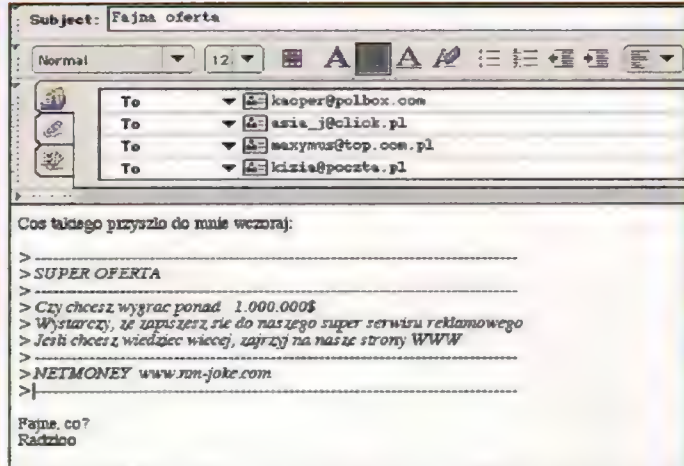 Subject: Fajna oferta
Normal 12 A A
To kacper@polbox.com
To asia_j@click.pl
To maxymus@top.com.pl
To kizia@poczta.pl
Cos takiego przyszlo do mnie wczoraj:
> ------------------------------------------------------------
> SUPER OFERTA
> ------------------------------------------------------------
> Czy chcesz wygrac ponad 1.000.000$
> Wystarczy, ze zapiszesz sie do naszego super serwisu reklamowego
> Jesli chcesz wiedziec wiecej, zajrzyj na nasze strony WWW
> ------------------------------------------------------------
> NETMONEY www.nm-joke.com
> ------------------------------------------------------------
Fajne, co?
Radzioo